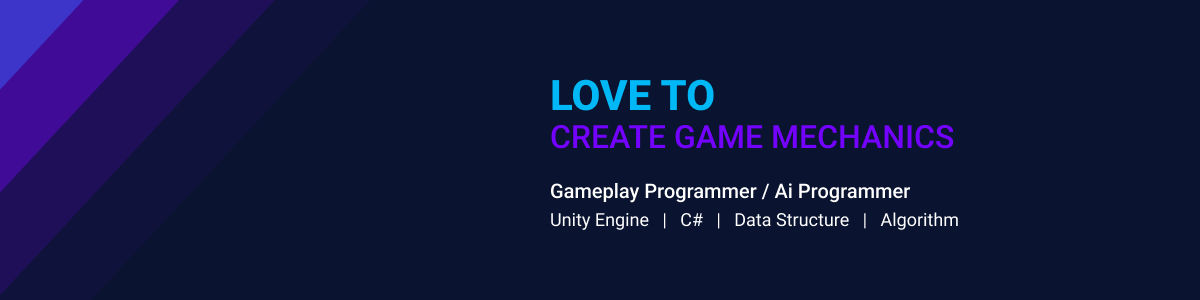 LOVE TO
CREATE GAME MECHANICS
Gameplay Programmer / Ai Programmer
Unity Engine | C# | Data Structure | Algorithm